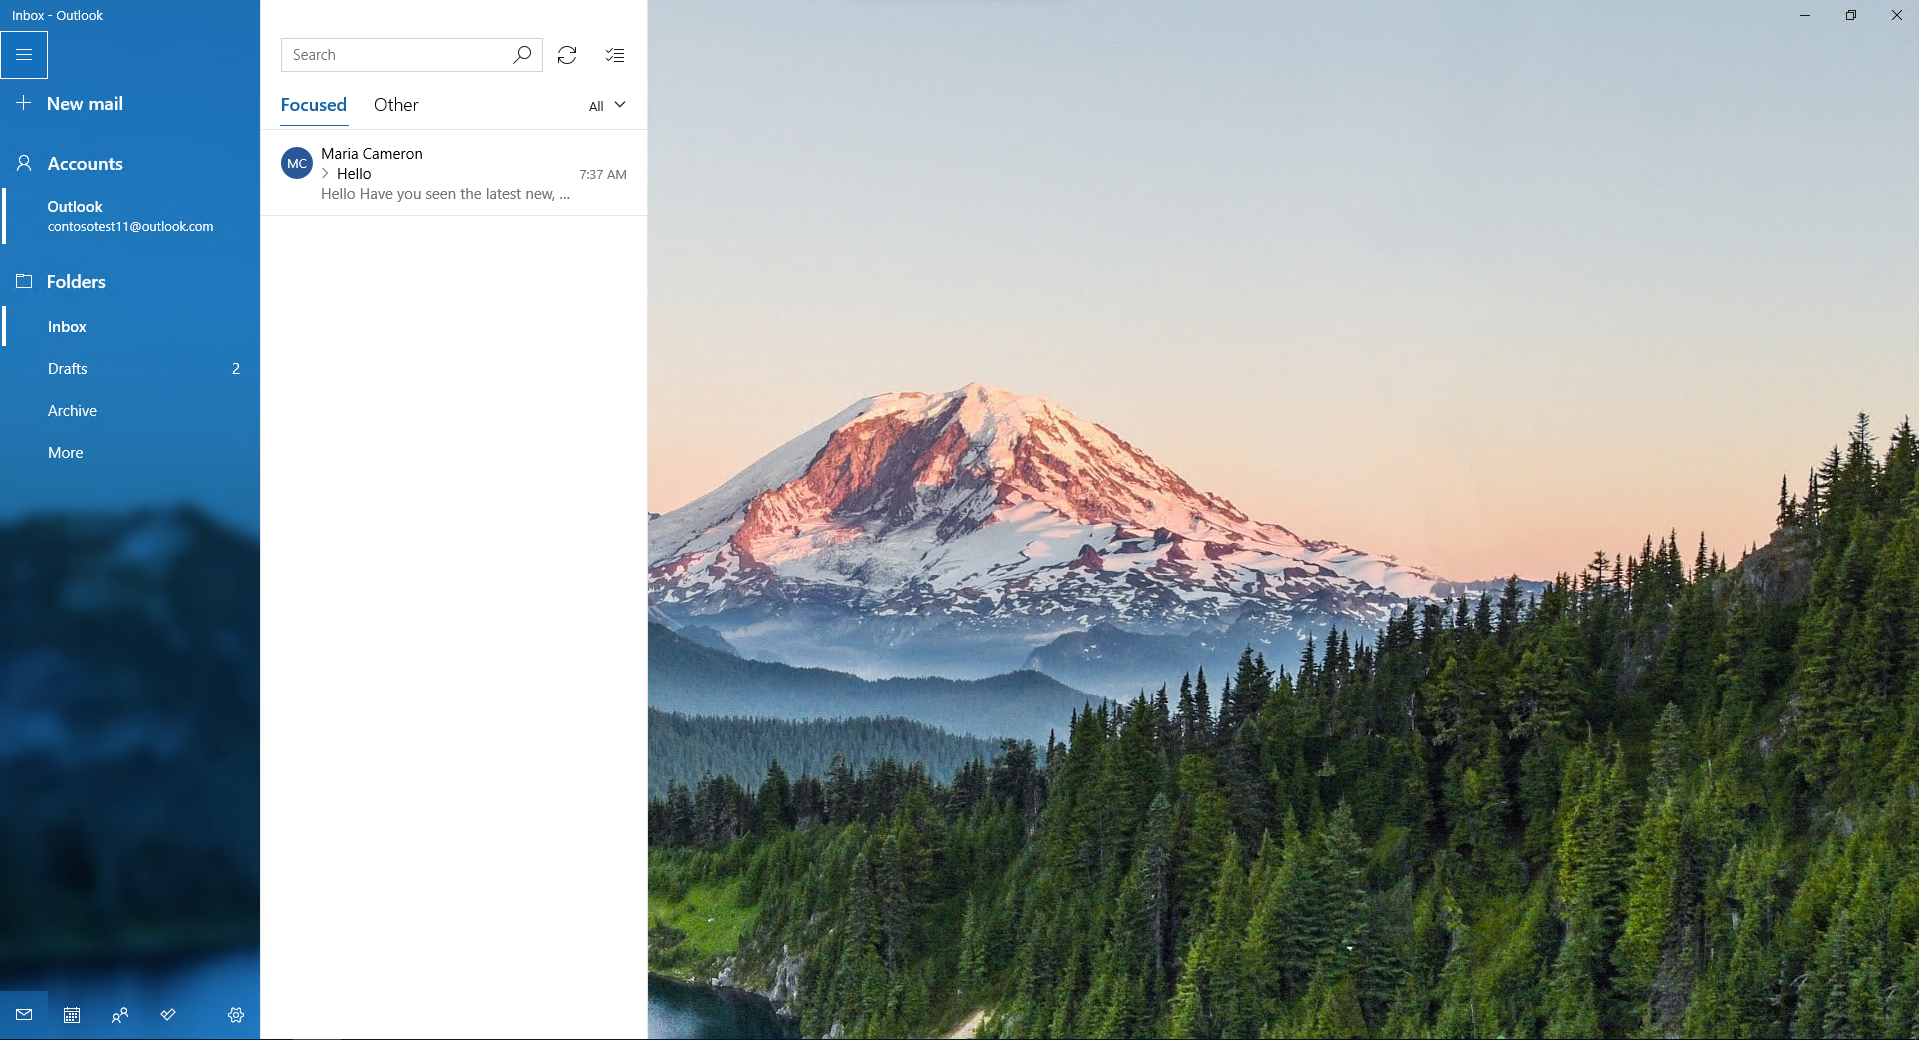 Inbox - Outlook
New mail
Accounts
Outlook
contosotest11@outlook.com
Folders
Inbox
Drafts 2
Archive
More
Search
Focused Other All
MC
Maria Cameron
Hello 7:37 AM
Hello Have you seen the latest new, ...